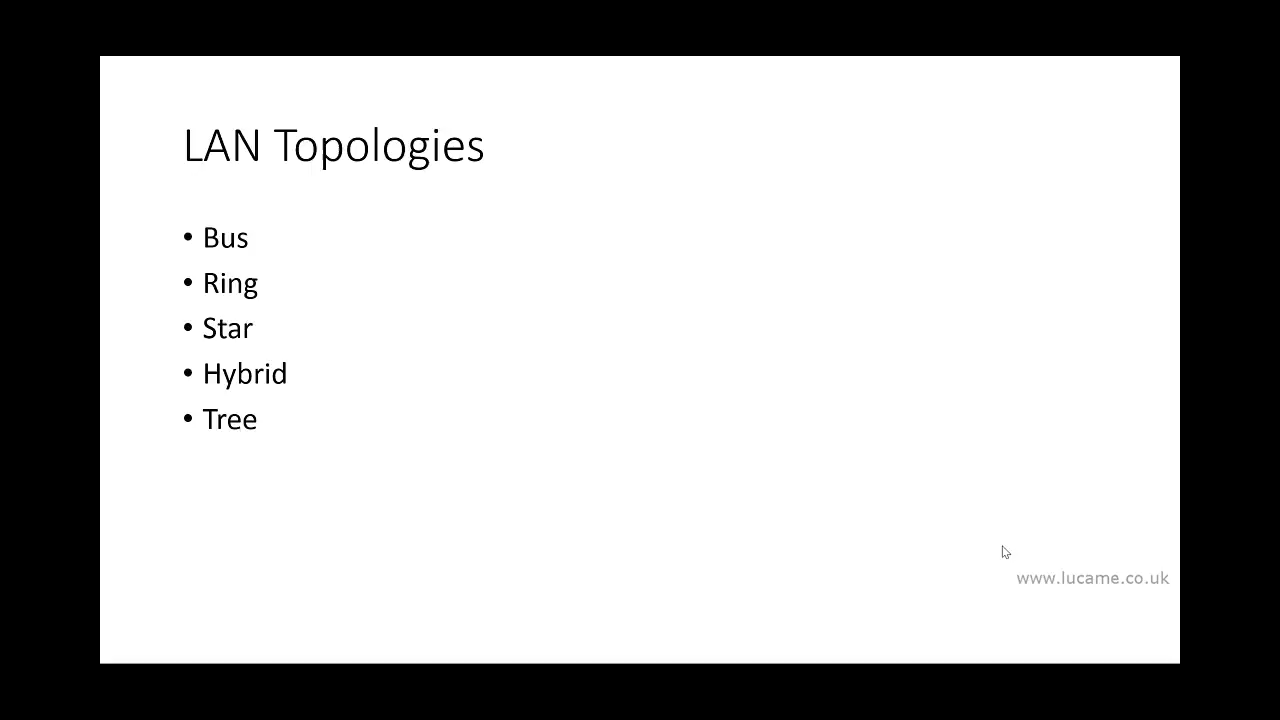 LAN Topologies
• Bus
• Ring
• Star
• Hybrid
• Tree
www.lucame.co.uk